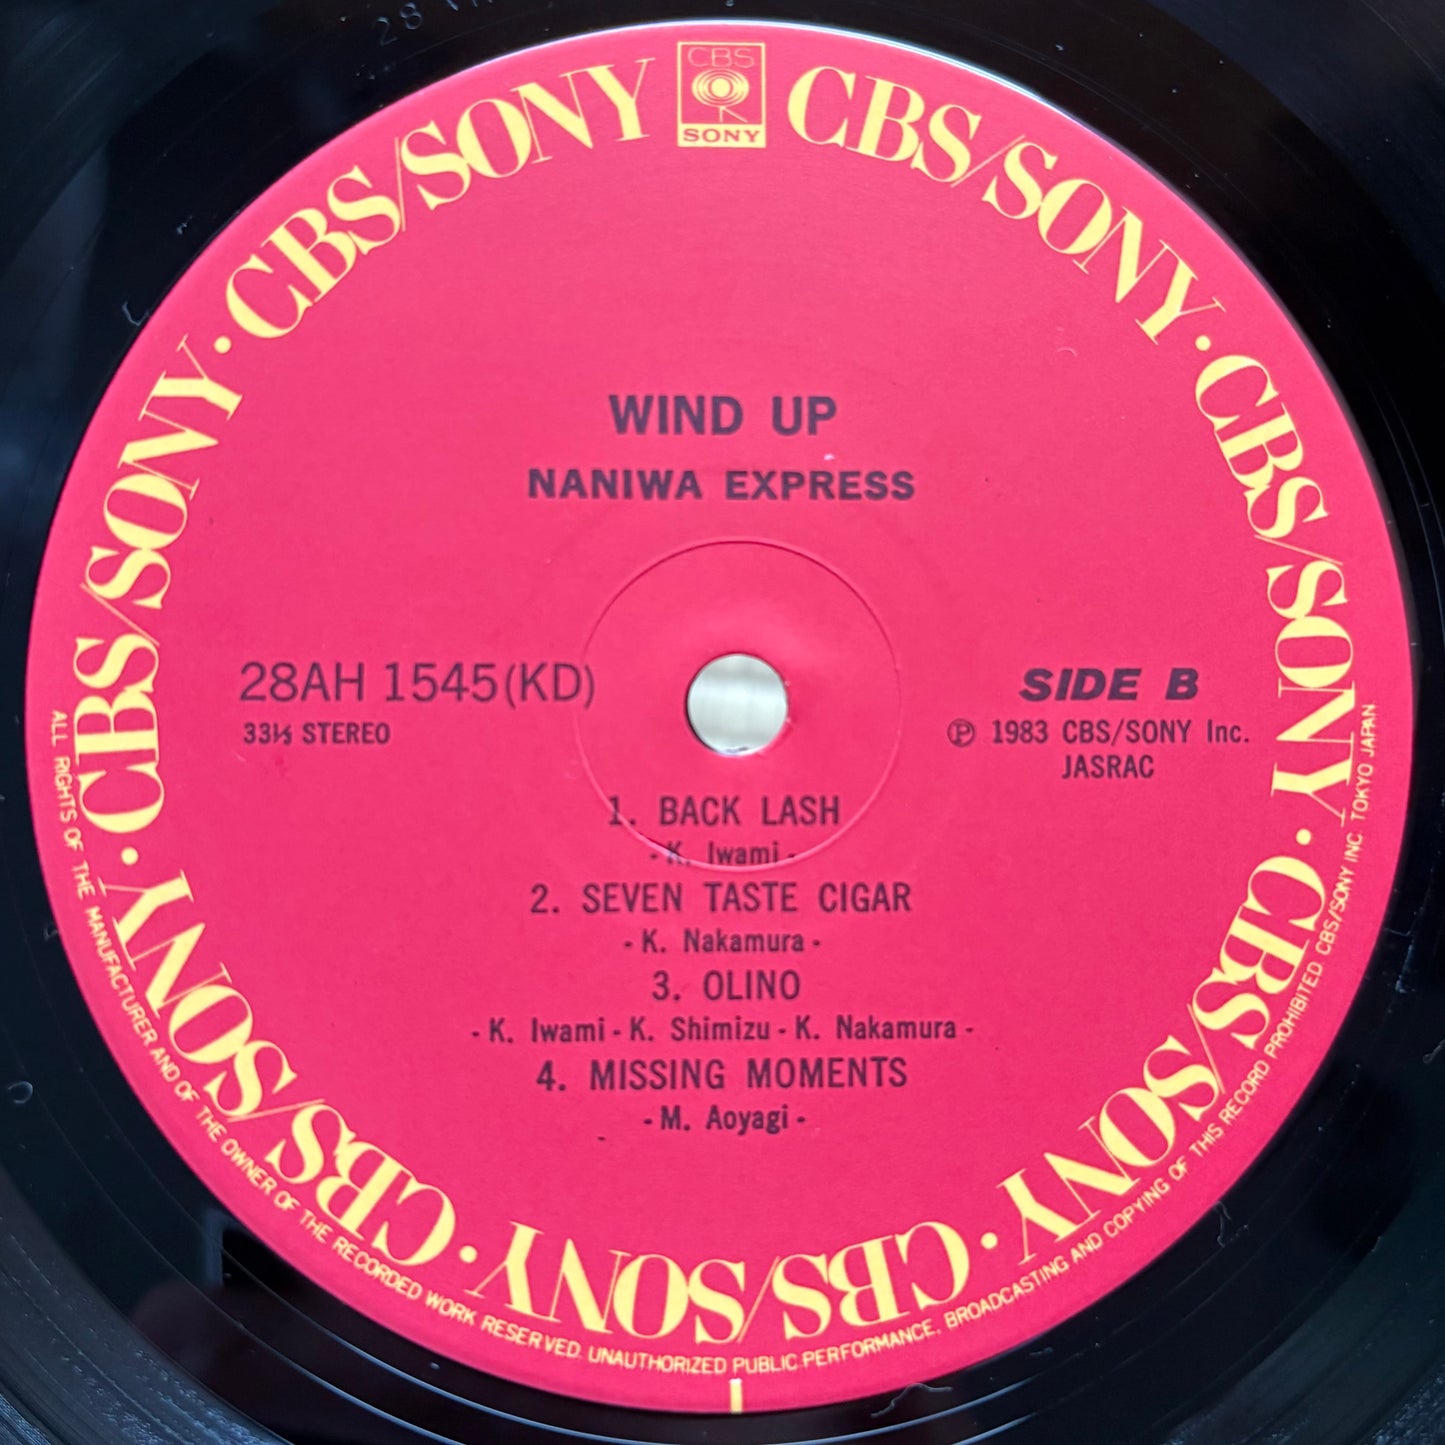 28
CBS
SONY
CBS/SONY · CBS/SONY · CBS/SONY · CBS/SONY · CBS/SONY · CBS/SONY · CBS/SONY · CBS/SONY
WIND UP
NANIWA EXPRESS
28AH 1545(KD)
33⅓ STEREO
SIDE B
Ⓟ 1983 CBS/SONY Inc.
JASRAC
1. BACK LASH
- K. Iwami -
2. SEVEN TASTE CIGAR
- K. Nakamura -
3. OLINO
- K. Iwami - K. Shimizu - K. Nakamura -
4. MISSING MOMENTS
- M. Aoyagi -
ALL RIGHTS OF THE MANUFACTURER AND OF THE OWNER OF THE RECORDED WORK RESERVED. UNAUTHORIZED PUBLIC PERFORMANCE, BROADCASTING AND COPYING OF THIS RECORD PROHIBITED. CBS/SONY INC. TOKYO JAPAN